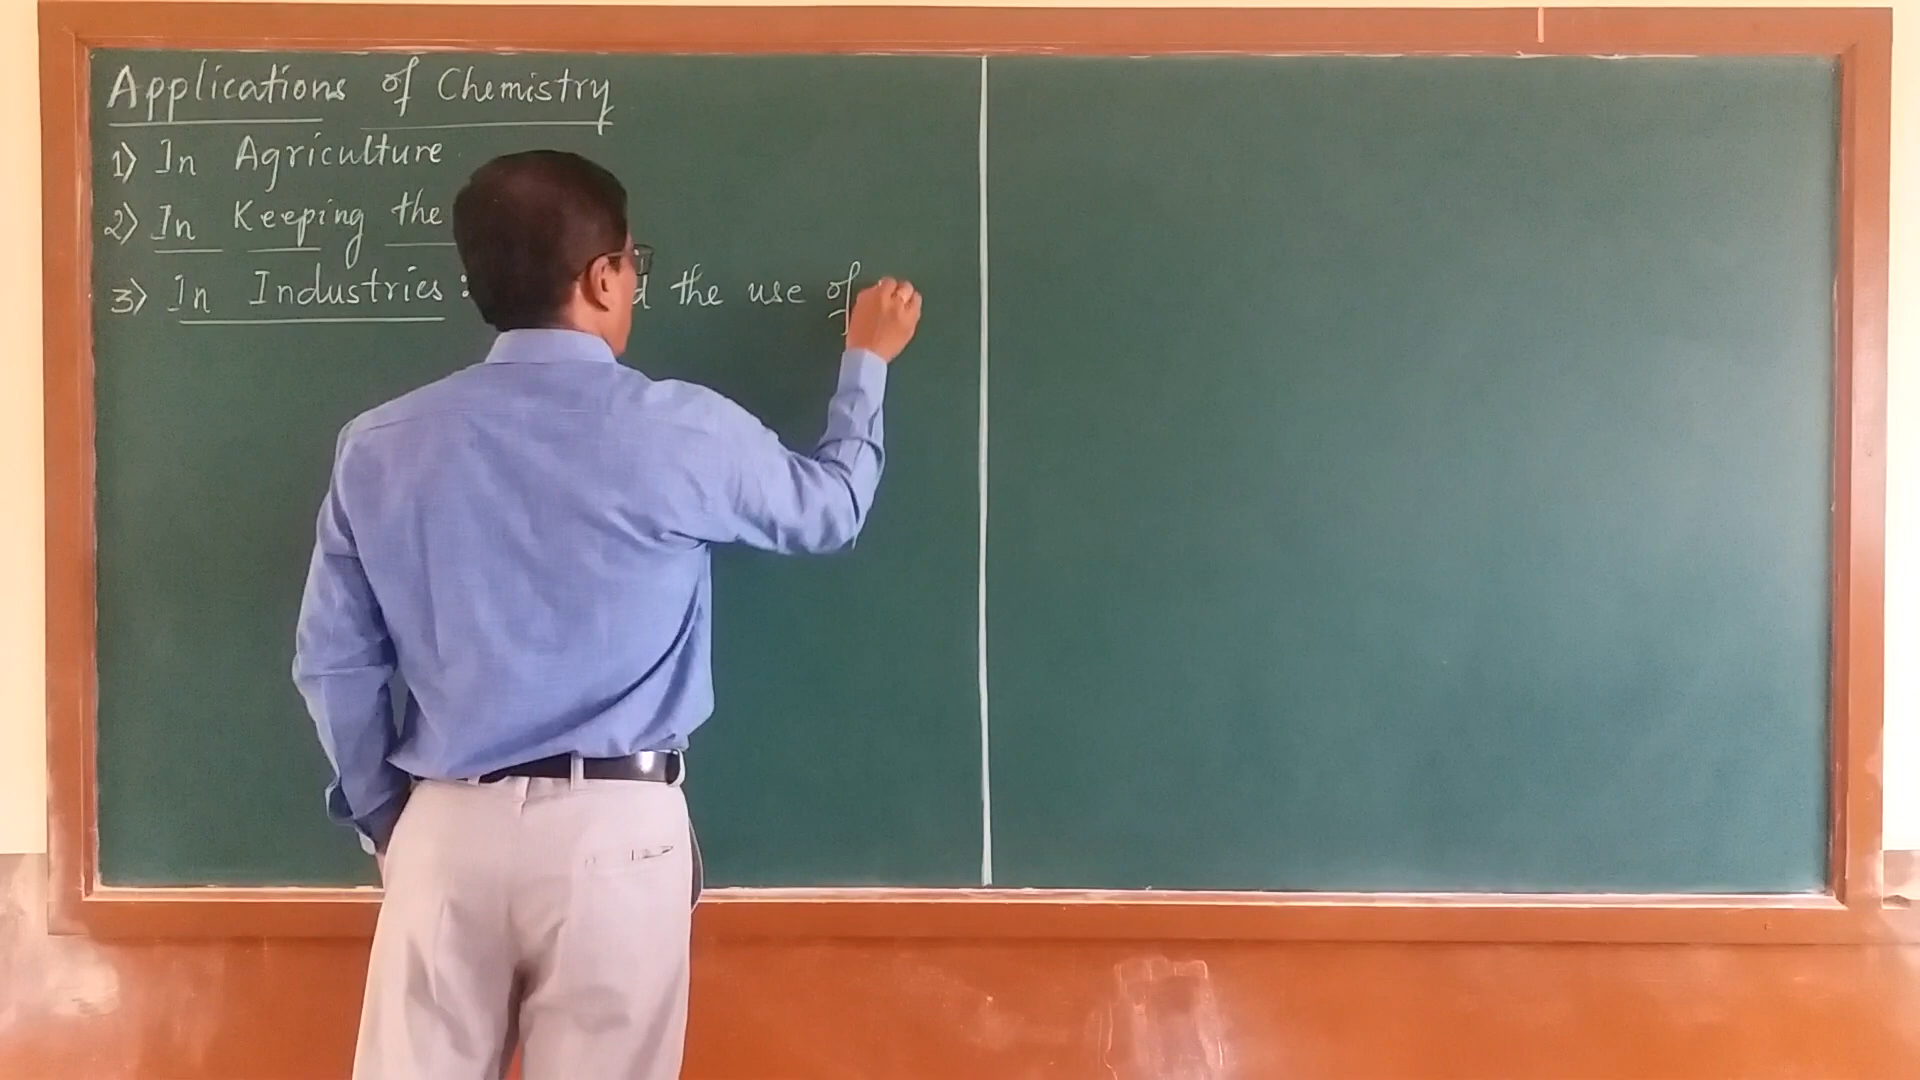 Applications of Chemistry
1) In Agriculture
2) In Keeping the
3) In Industries : the use of